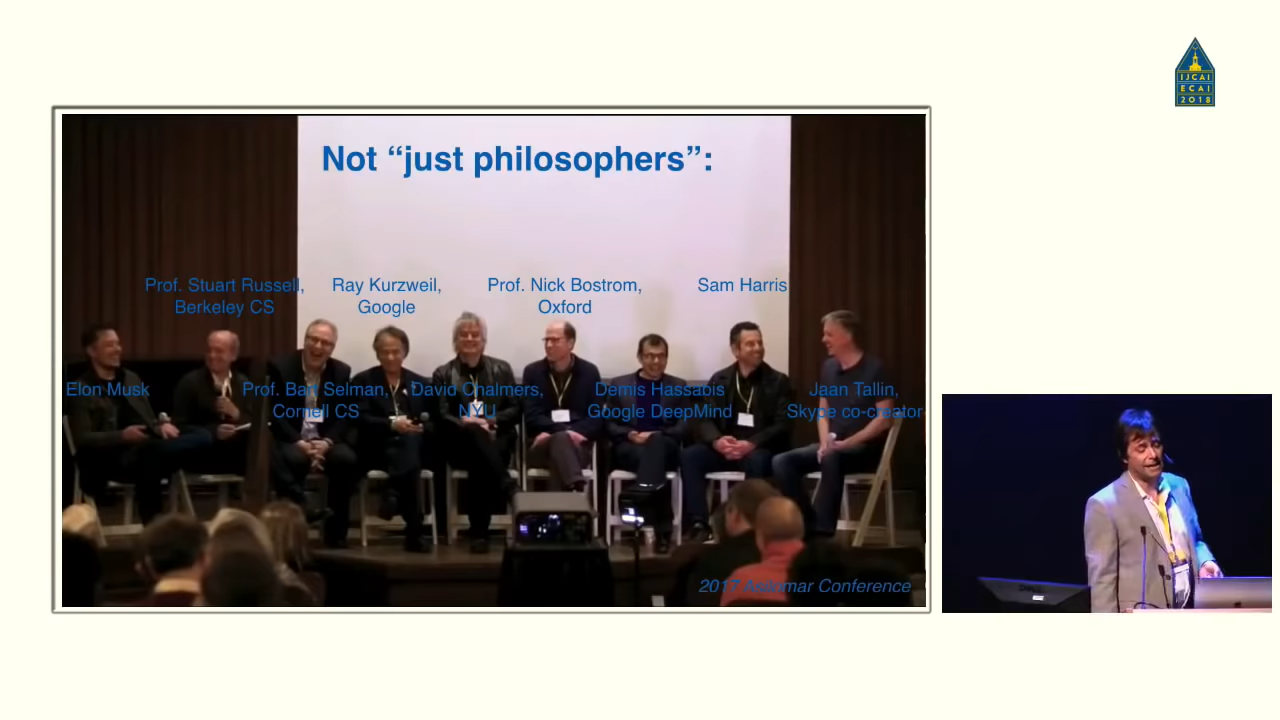 IJCAI
ECAI
2018
Not “just philosophers”:
Prof. Stuart Russell,
Berkeley CS
Ray Kurzweil,
Google
Prof. Nick Bostrom,
Oxford
Sam Harris
Elon Musk
Prof. Bart Selman,
Cornell CS
David Chalmers,
NYU
Demis Hassabis
Google DeepMind
Jaan Tallin,
Skype co-creator
2017 Asilomar Conference